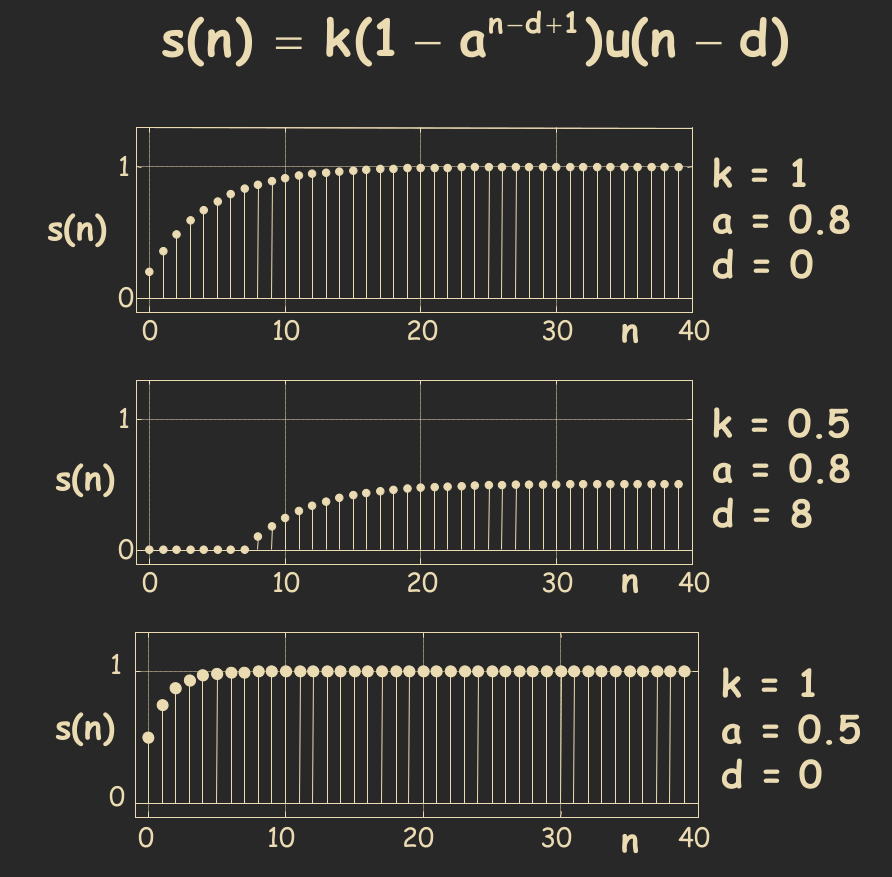 s(n) = k(1 − a^{n−d+1})u(n − d)
1
s(n)
0
0 10 20 30 n 40
k = 1
a = 0.8
d = 0
1
s(n)
0
0 10 20 30 n 40
k = 0.5
a = 0.8
d = 8
1
s(n)
0
0 10 20 30 n 40
k = 1
a = 0.5
d = 0